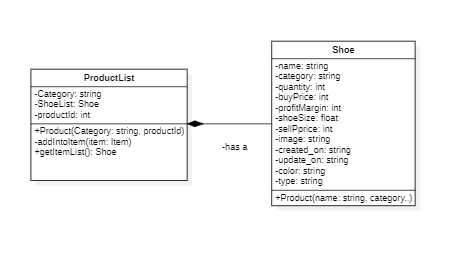 ProductList
-Category: string
-ShoeList: Shoe
-productId: int
+Product(Category: string, productId)
-addIntoItem(item: Item)
+getItemList(): Shoe
-has a
Shoe
-name: string
-category: string
-quantity: int
-buyPrice: int
-profitMargin: int
-shoeSize: float
-sellPprice: int
-image: string
-created_on: string
-update_on: string
-color: string
-type: string
+Product(name: string, category..)